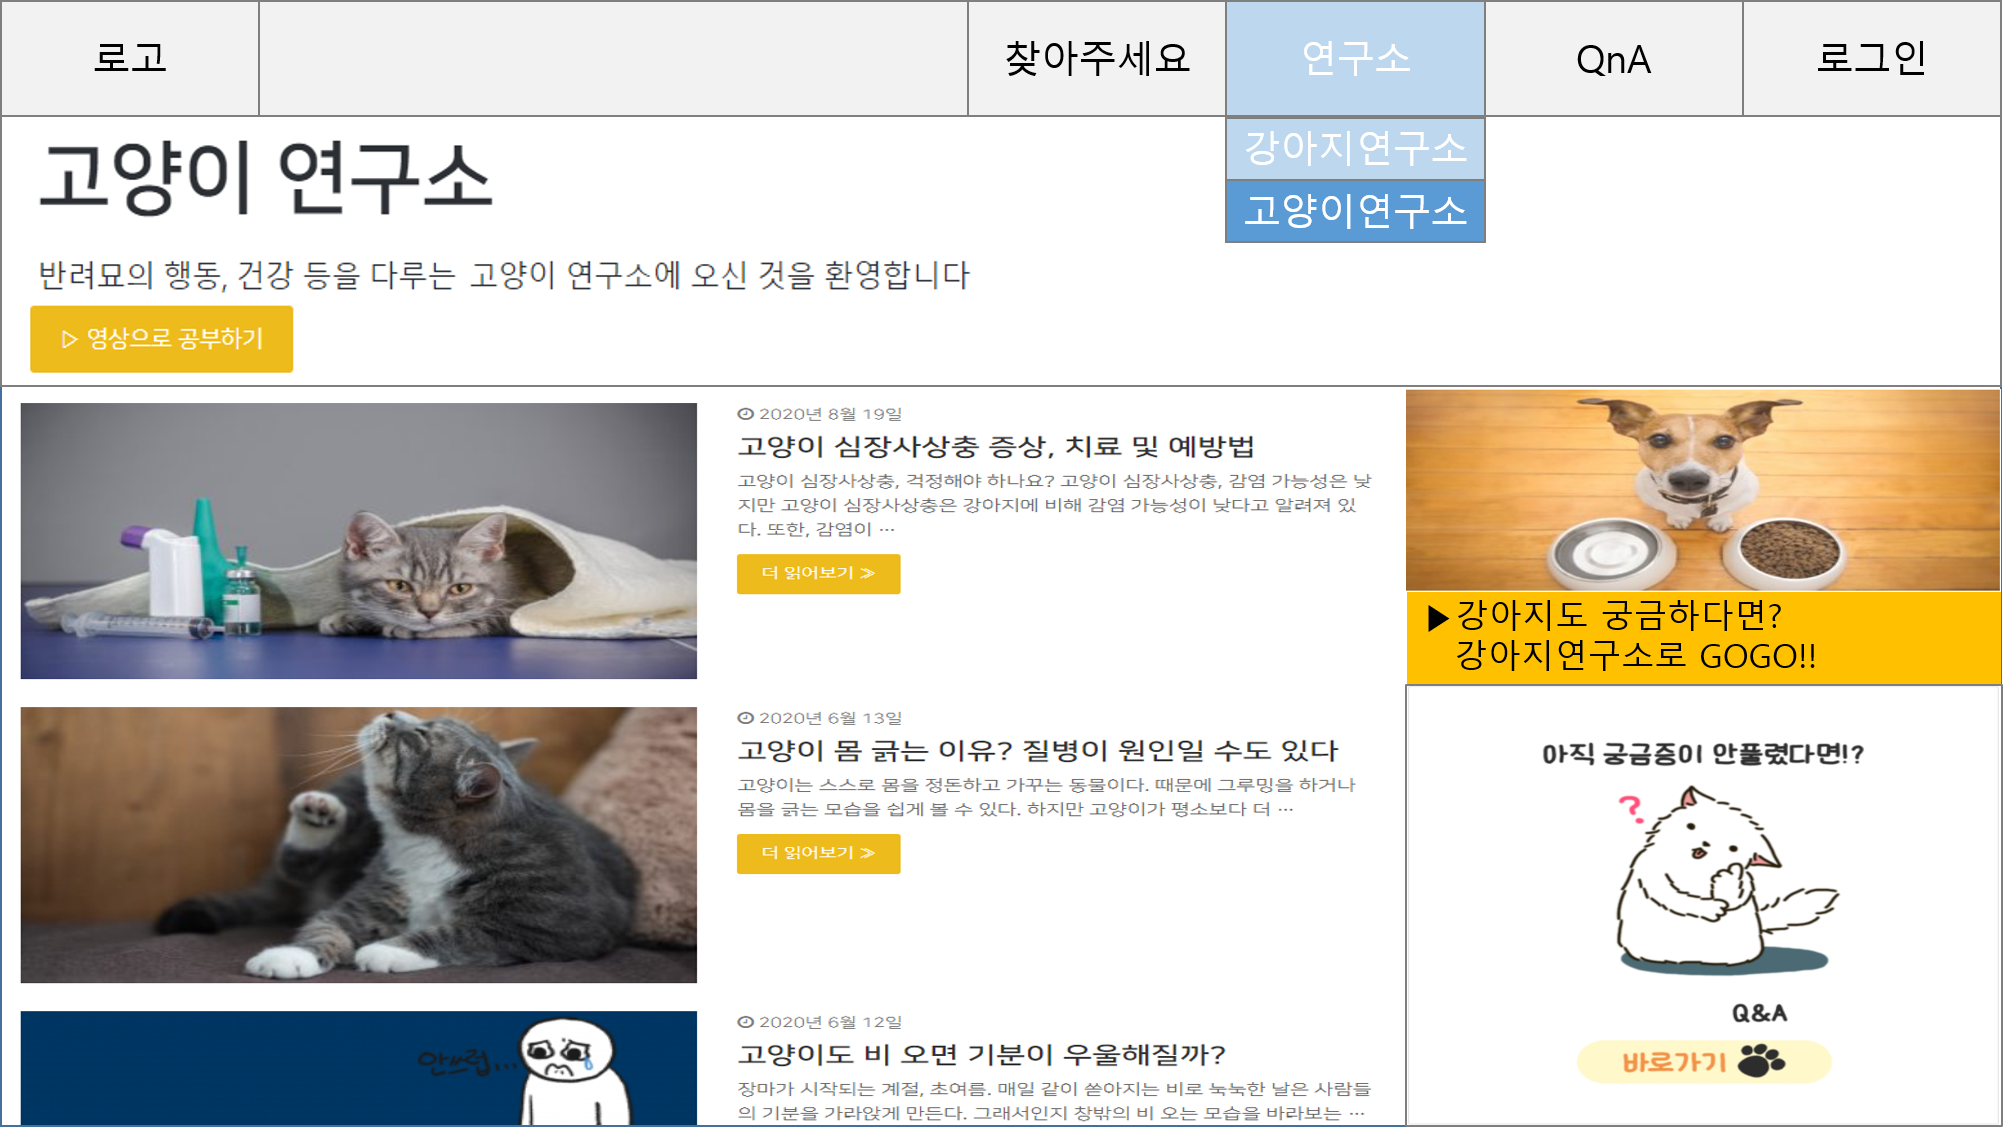 로고
찾아주세요
연구소
QnA
로그인
강아지연구소
고양이연구소
고양이 연구소
반려묘의 행동, 건강 등을 다루는 고양이 연구소에 오신 것을 환영합니다
▷ 영상으로 공부하기
2020년 8월 19일
고양이 심장사상충 증상, 치료 및 예방법
고양이 심장사상충, 걱정해야 하나요? 고양이 심장사상충, 감염 가능성은 낮
지만 고양이 심장사상충은 강아지에 비해 감염 가능성이 낮다고 알려져 있
다. 또한, 감염이 ···
더 읽어보기 ≫
2020년 6월 13일
고양이 몸 긁는 이유? 질병이 원인일 수도 있다
고양이는 스스로 몸을 정돈하고 가꾸는 동물이다. 때문에 그루밍을 하거나
몸을 긁는 모습을 쉽게 볼 수 있다. 하지만 고양이가 평소보다 더 ···
더 읽어보기 ≫
안쓰럽...
2020년 6월 12일
고양이도 비 오면 기분이 우울해질까?
장마가 시작되는 계절, 초여름. 매일 같이 쏟아지는 비로 눅눅한 날은 사람들
의 기분을 가라앉게 만든다. 그래서인지 창밖의 비 오는 모습을 바라보는 ···
▶강아지도 궁금하다면?
강아지연구소로 GOGO!!
아직 궁금증이 안풀렸다면!?
?
Q&A
바로가기